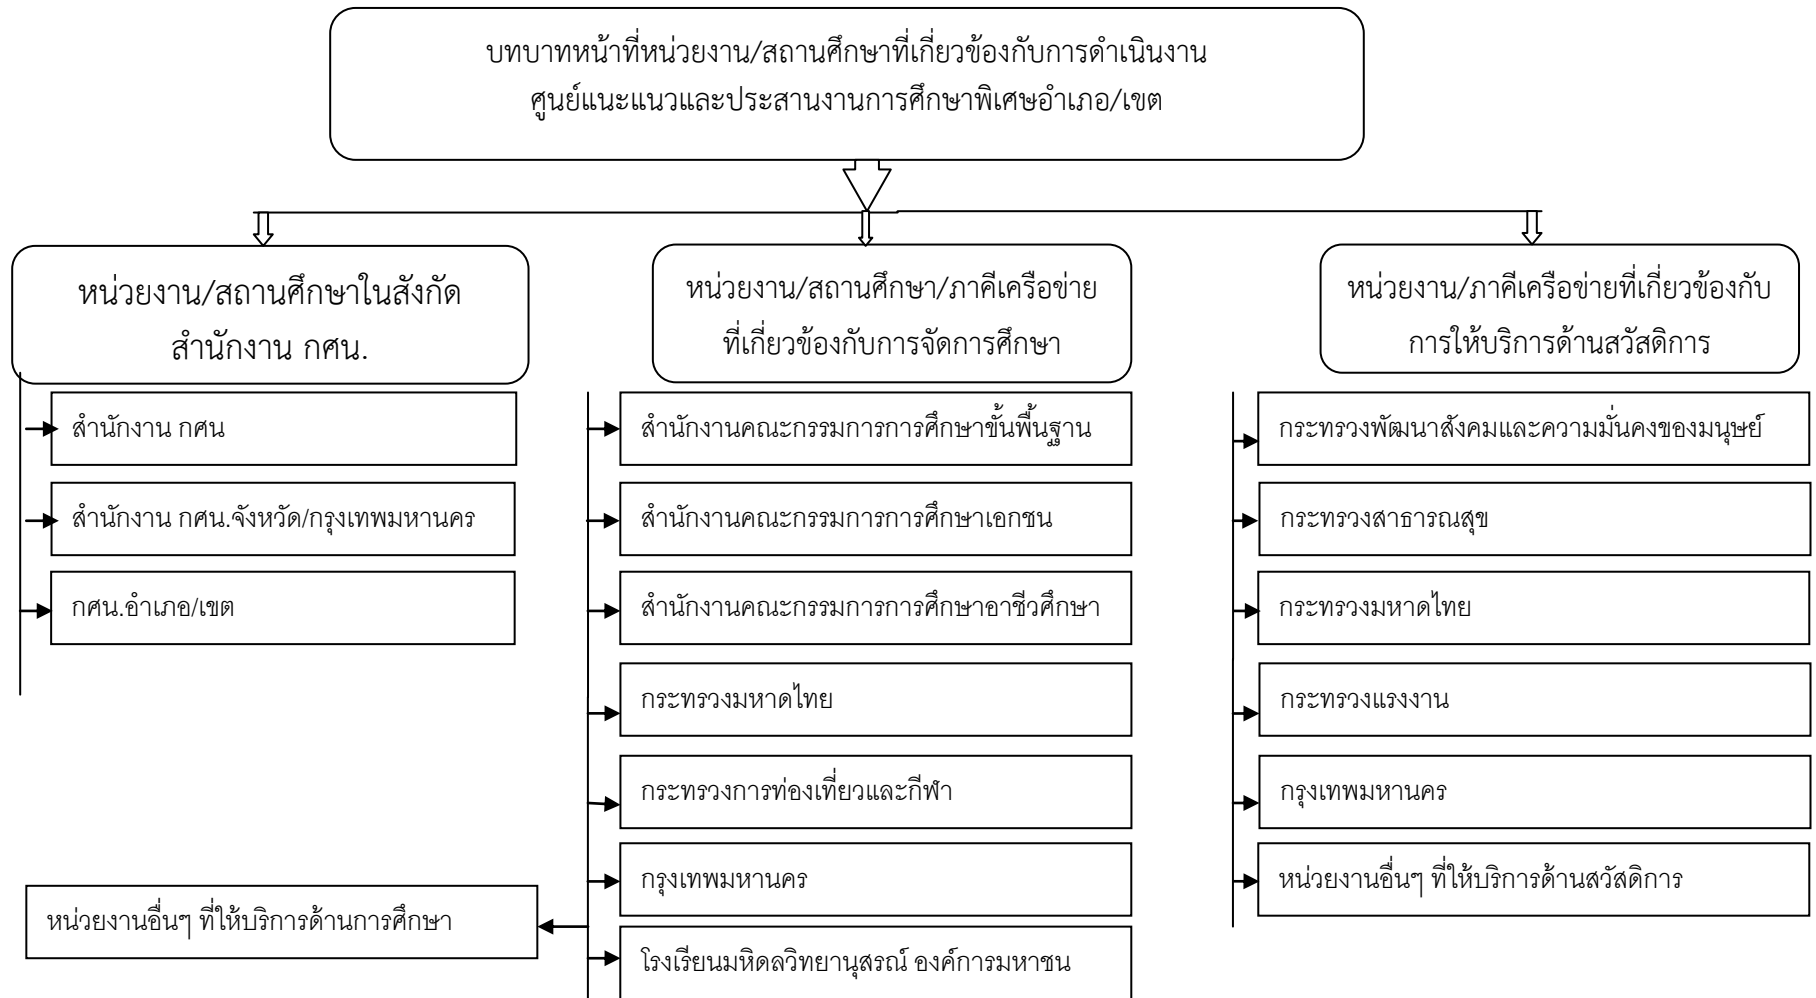 บทบาทหน้าที่หน่วยงาน/สถานศึกษาที่เกี่ยวข้องกับการดำเนินงาน
ศูนย์แนะแนวและประสานงานการศึกษาพิเศษอำเภอ/เขต
หน่วยงาน/สถานศึกษาในสังกัด
สำนักงาน กศน.
สำนักงาน กศน
สำนักงาน กศน.จังหวัด/กรุงเทพมหานคร
กศน.อำเภอ/เขต
หน่วยงาน/สถานศึกษา/ภาคีเครือข่าย
ที่เกี่ยวข้องกับการจัดการศึกษา
สำนักงานคณะกรรมการการศึกษาขั้นพื้นฐาน
สำนักงานคณะกรรมการการศึกษาเอกชน
สำนักงานคณะกรรมการการศึกษาอาชีวศึกษา
กระทรวงมหาดไทย
กระทรวงการท่องเที่ยวและกีฬา
กรุงเทพมหานคร
หน่วยงานอื่นๆ ที่ให้บริการด้านการศึกษา
โรงเรียนมหิดลวิทยานุสรณ์ องค์การมหาชน
หน่วยงาน/ภาคีเครือข่ายที่เกี่ยวข้องกับ
การให้บริการด้านสวัสดิการ
กระทรวงพัฒนาสังคมและความมั่นคงของมนุษย์
กระทรวงสาธารณสุข
กระทรวงมหาดไทย
กระทรวงแรงงาน
กรุงเทพมหานคร
หน่วยงานอื่นๆ ที่ให้บริการด้านสวัสดิการ